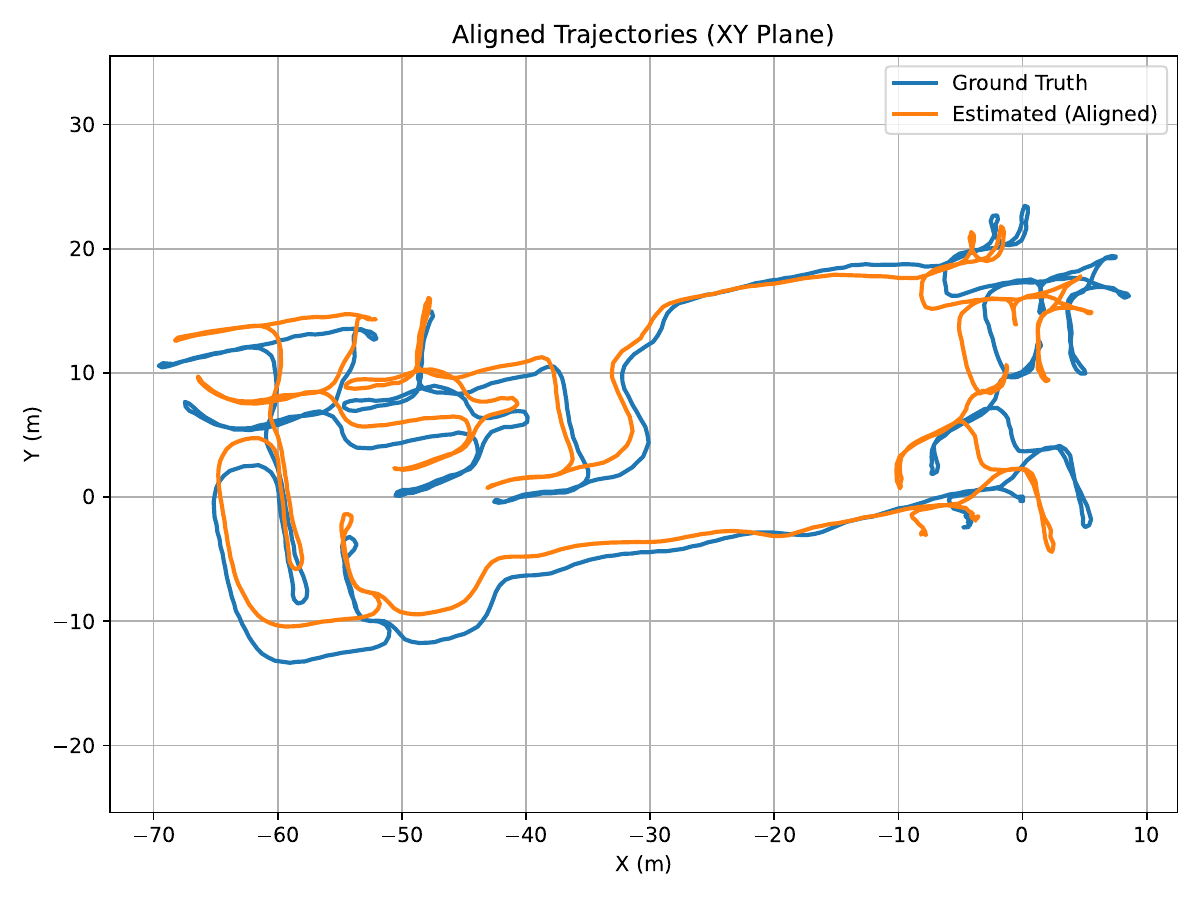 Aligned Trajectories (XY Plane)
Ground Truth
Estimated (Aligned)
30
20
10
0
−10
−20
Y (m)
−70 −60 −50 −40 −30 −20 −10 0 10
X (m)